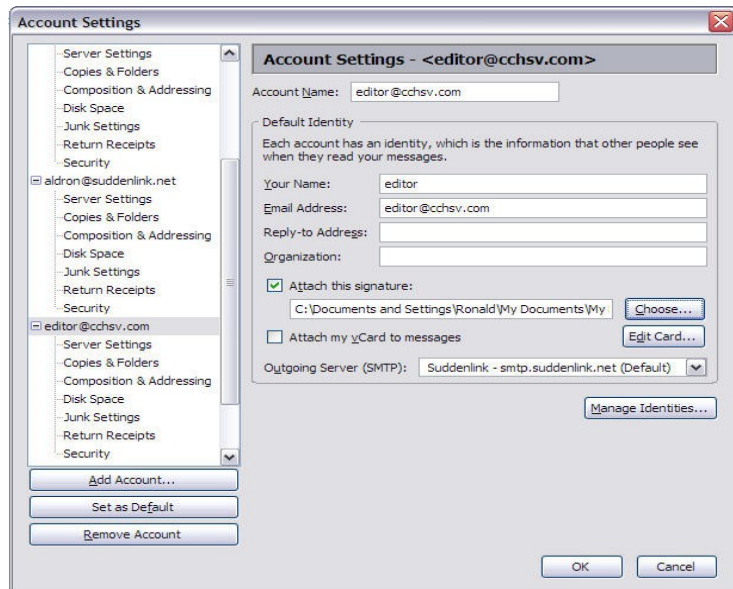 Account Settings
Server Settings
Copies & Folders
Composition & Addressing
Disk Space
Junk Settings
Return Receipts
Security
aldron@suddenlink.net
Server Settings
Copies & Folders
Composition & Addressing
Disk Space
Junk Settings
Return Receipts
Security
editor@cchsv.com
Server Settings
Copies & Folders
Composition & Addressing
Disk Space
Junk Settings
Return Receipts
Security
Add Account...
Set as Default
Remove Account
Account Settings - <editor@cchsv.com>
Account Name: editor@cchsv.com
Default Identity
Each account has an identity, which is the information that other people see
when they read your messages.
Your Name: editor
Email Address: editor@cchsv.com
Reply-to Address:
Organization:
Attach this signature:
C:\Documents and Settings\Ronald\My Documents\My Choose...
Attach my vCard to messages Edit Card...
Outgoing Server (SMTP): Suddenlink - smtp.suddenlink.net (Default)
Manage Identities...
OK Cancel